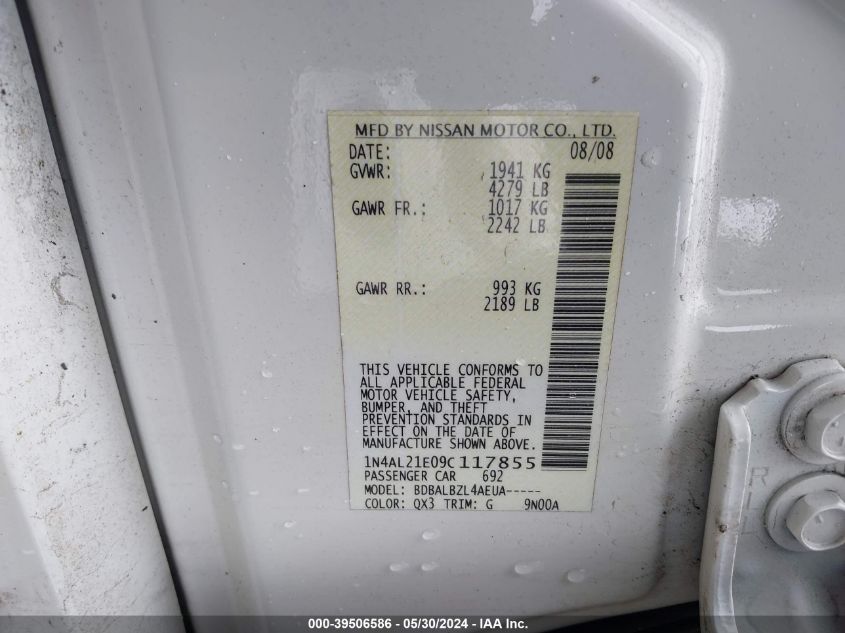 MFD BY NISSAN MOTOR CO., LTD.
DATE: 08/08
GVWR: 1941 KG
4279 LB
GAWR FR.: 1017 KG
2242 LB
GAWR RR.: 993 KG
2189 LB
THIS VEHICLE CONFORMS TO
ALL APPLICABLE FEDERAL
MOTOR VEHICLE SAFETY,
BUMPER, AND THEFT
PREVENTION STANDARDS IN
EFFECT ON THE DATE OF
MANUFACTURE SHOWN ABOVE.
1N4AL21E09C117855
PASSENGER CAR 692
MODEL: BDBALBZL4AEUA-----
COLOR: QX3 TRIM: G 9N00A
000-39506586 - 05/30/2024 - IAA Inc.